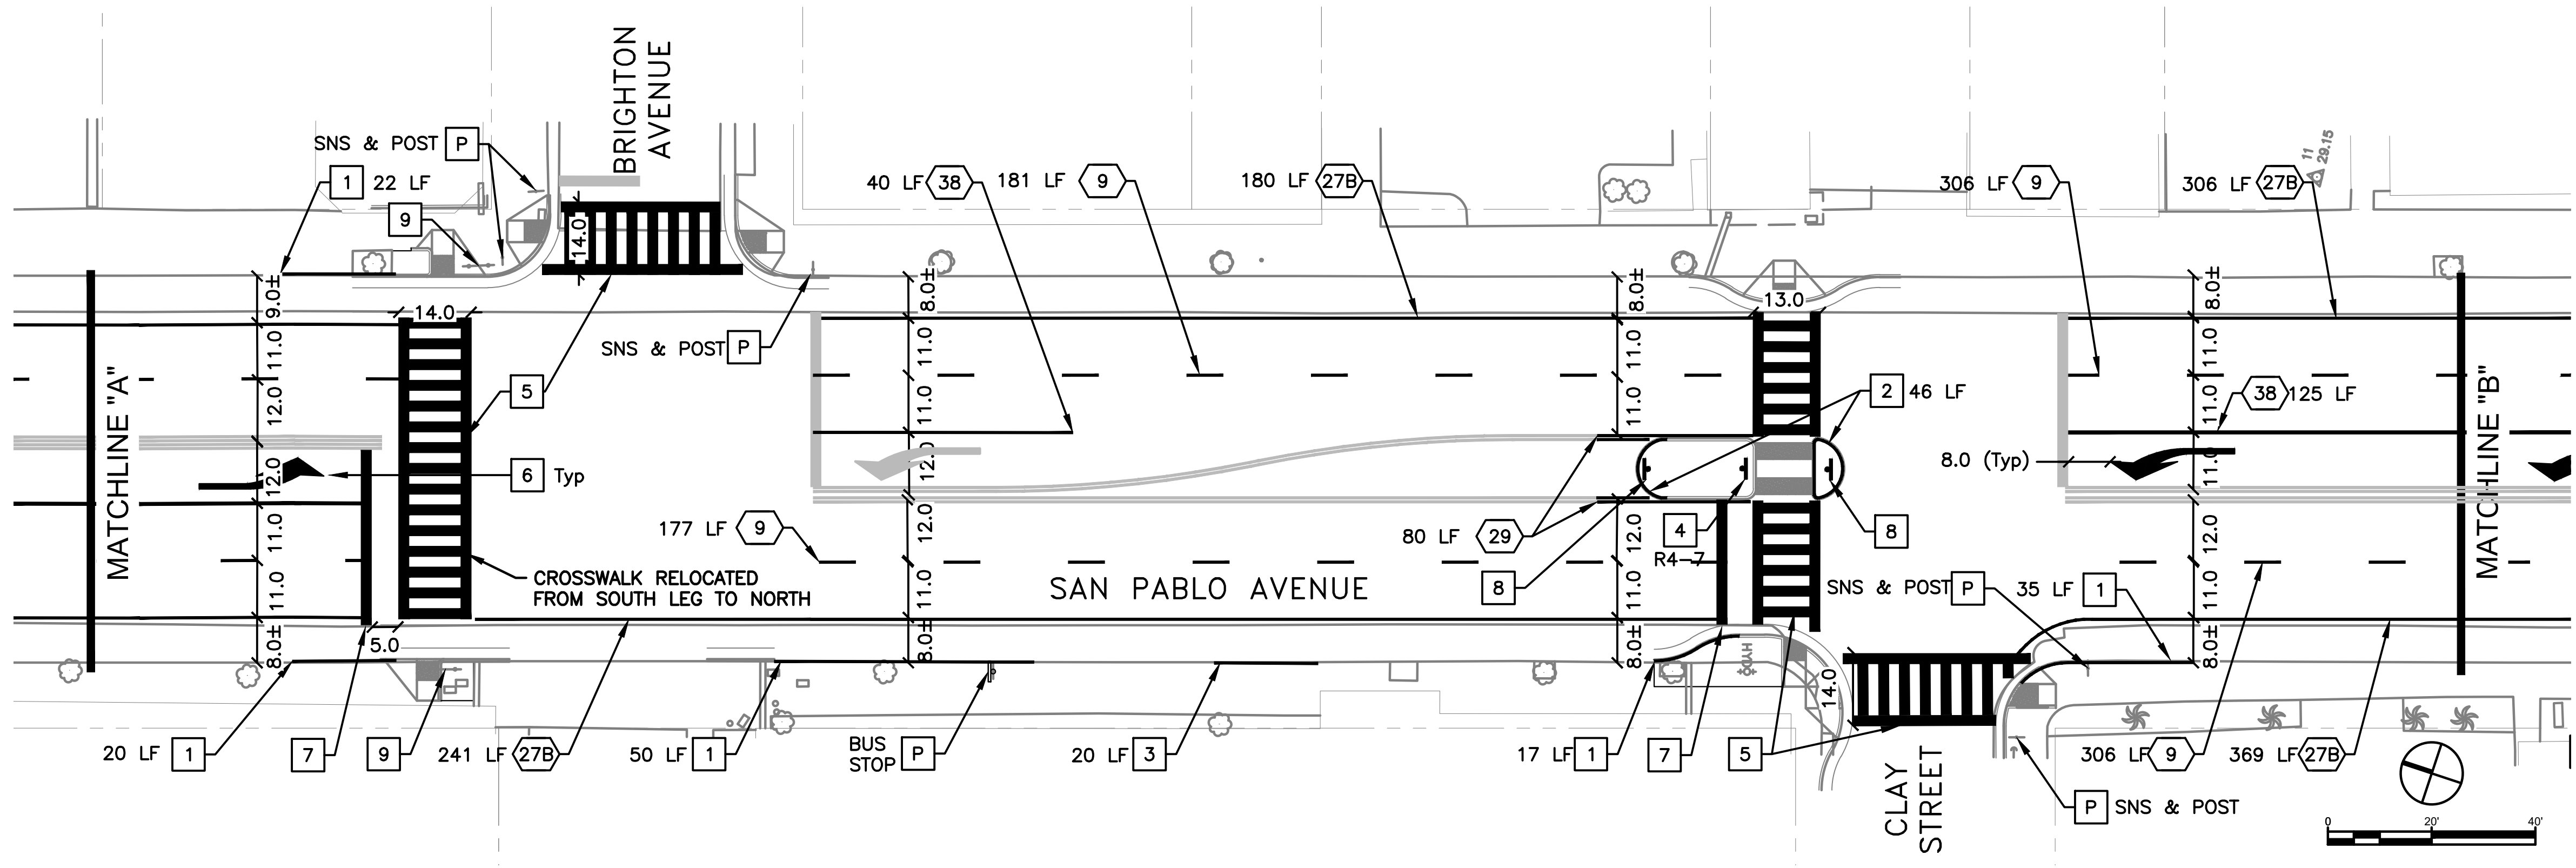 BRIGHTON
AVENUE
SNS & POST P
1 22 LF
9
14.0
40 LF 38
181 LF 9
180 LF 27B
306 LF 9
306 LF 27B
11
29.15
9.0±
8.0±
8.0±
8.0±
14.0
13.0
SNS & POST P
MATCHLINE "A"
11.0
12.0
12.0
11.0
11.0
8.0±
5
6 Typ
11.0
11.0
12.0
12.0
11.0
8.0±
11.0
11.0
12.0
11.0
8.0±
2 46 LF
38 125 LF
8.0 (Typ)
11.0
11.0
11.0
12.0
11.0
8.0±
MATCHLINE "B"
177 LF 9
80 LF 29
4
R4-7
8
8
CROSSWALK RELOCATED
FROM SOUTH LEG TO NORTH
SAN PABLO AVENUE
SNS & POST P
35 LF 1
5.0
HYD
14.0
20 LF 1
7
9
241 LF 27B
50 LF 1
BUS
STOP P
20 LF 3
17 LF 1
7
5
CLAY
STREET
306 LF 9
369 LF 27B
P SNS & POST
0 20' 40'